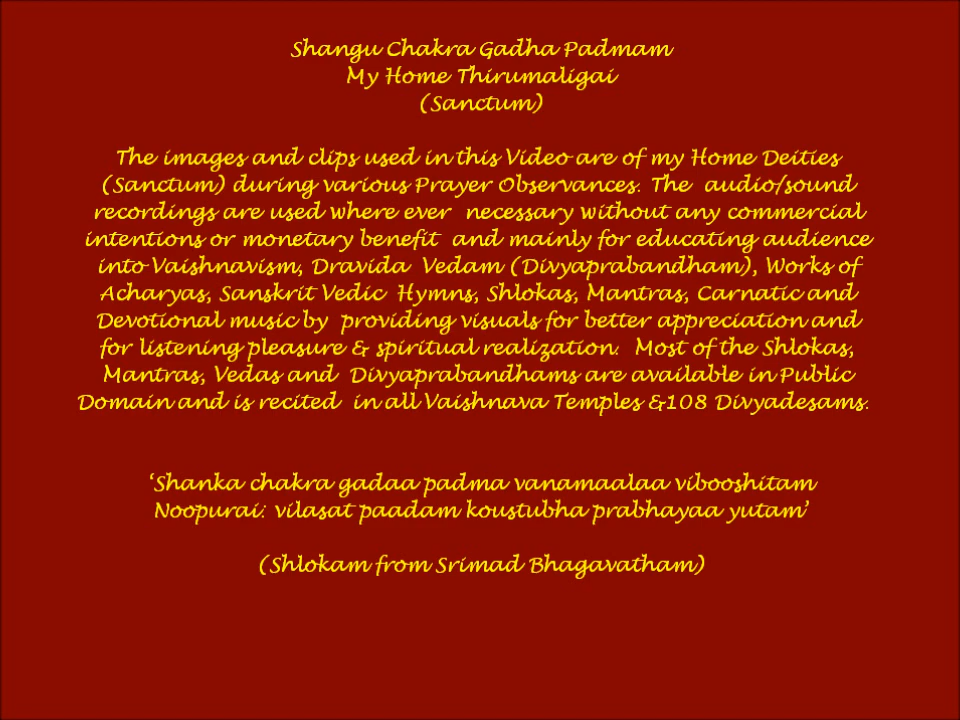 Shangu Chakra Gadha Padmam
My Home Thirumaligai
(Sanctum)
The images and clips used in this Video are of my Home Deities
(Sanctum) during various Prayer Observances. The audio/sound
recordings are used where ever necessary without any commercial
intentions or monetary benefit and mainly for educating audience
into Vaishnavism, Dravida Vedam (Divyaprabandham), Works of
Acharyas, Sanskrit Vedic Hymns, Shlokas, Mantras, Carnatic and
Devotional music by providing visuals for better appreciation and
for listening pleasure & spiritual realization. Most of the Shlokas,
Mantras, Vedas and Divyaprabandhams are available in Public
Domain and is recited in all Vaishnava Temples &108 Divyadesams.
‘Shanka chakra gadaa padma vanamaalaa vibooshitam
Noopurai: vilasat paadam koustubha prabhayaa yutam’
(Shlokam from Srimad Bhagavatham)